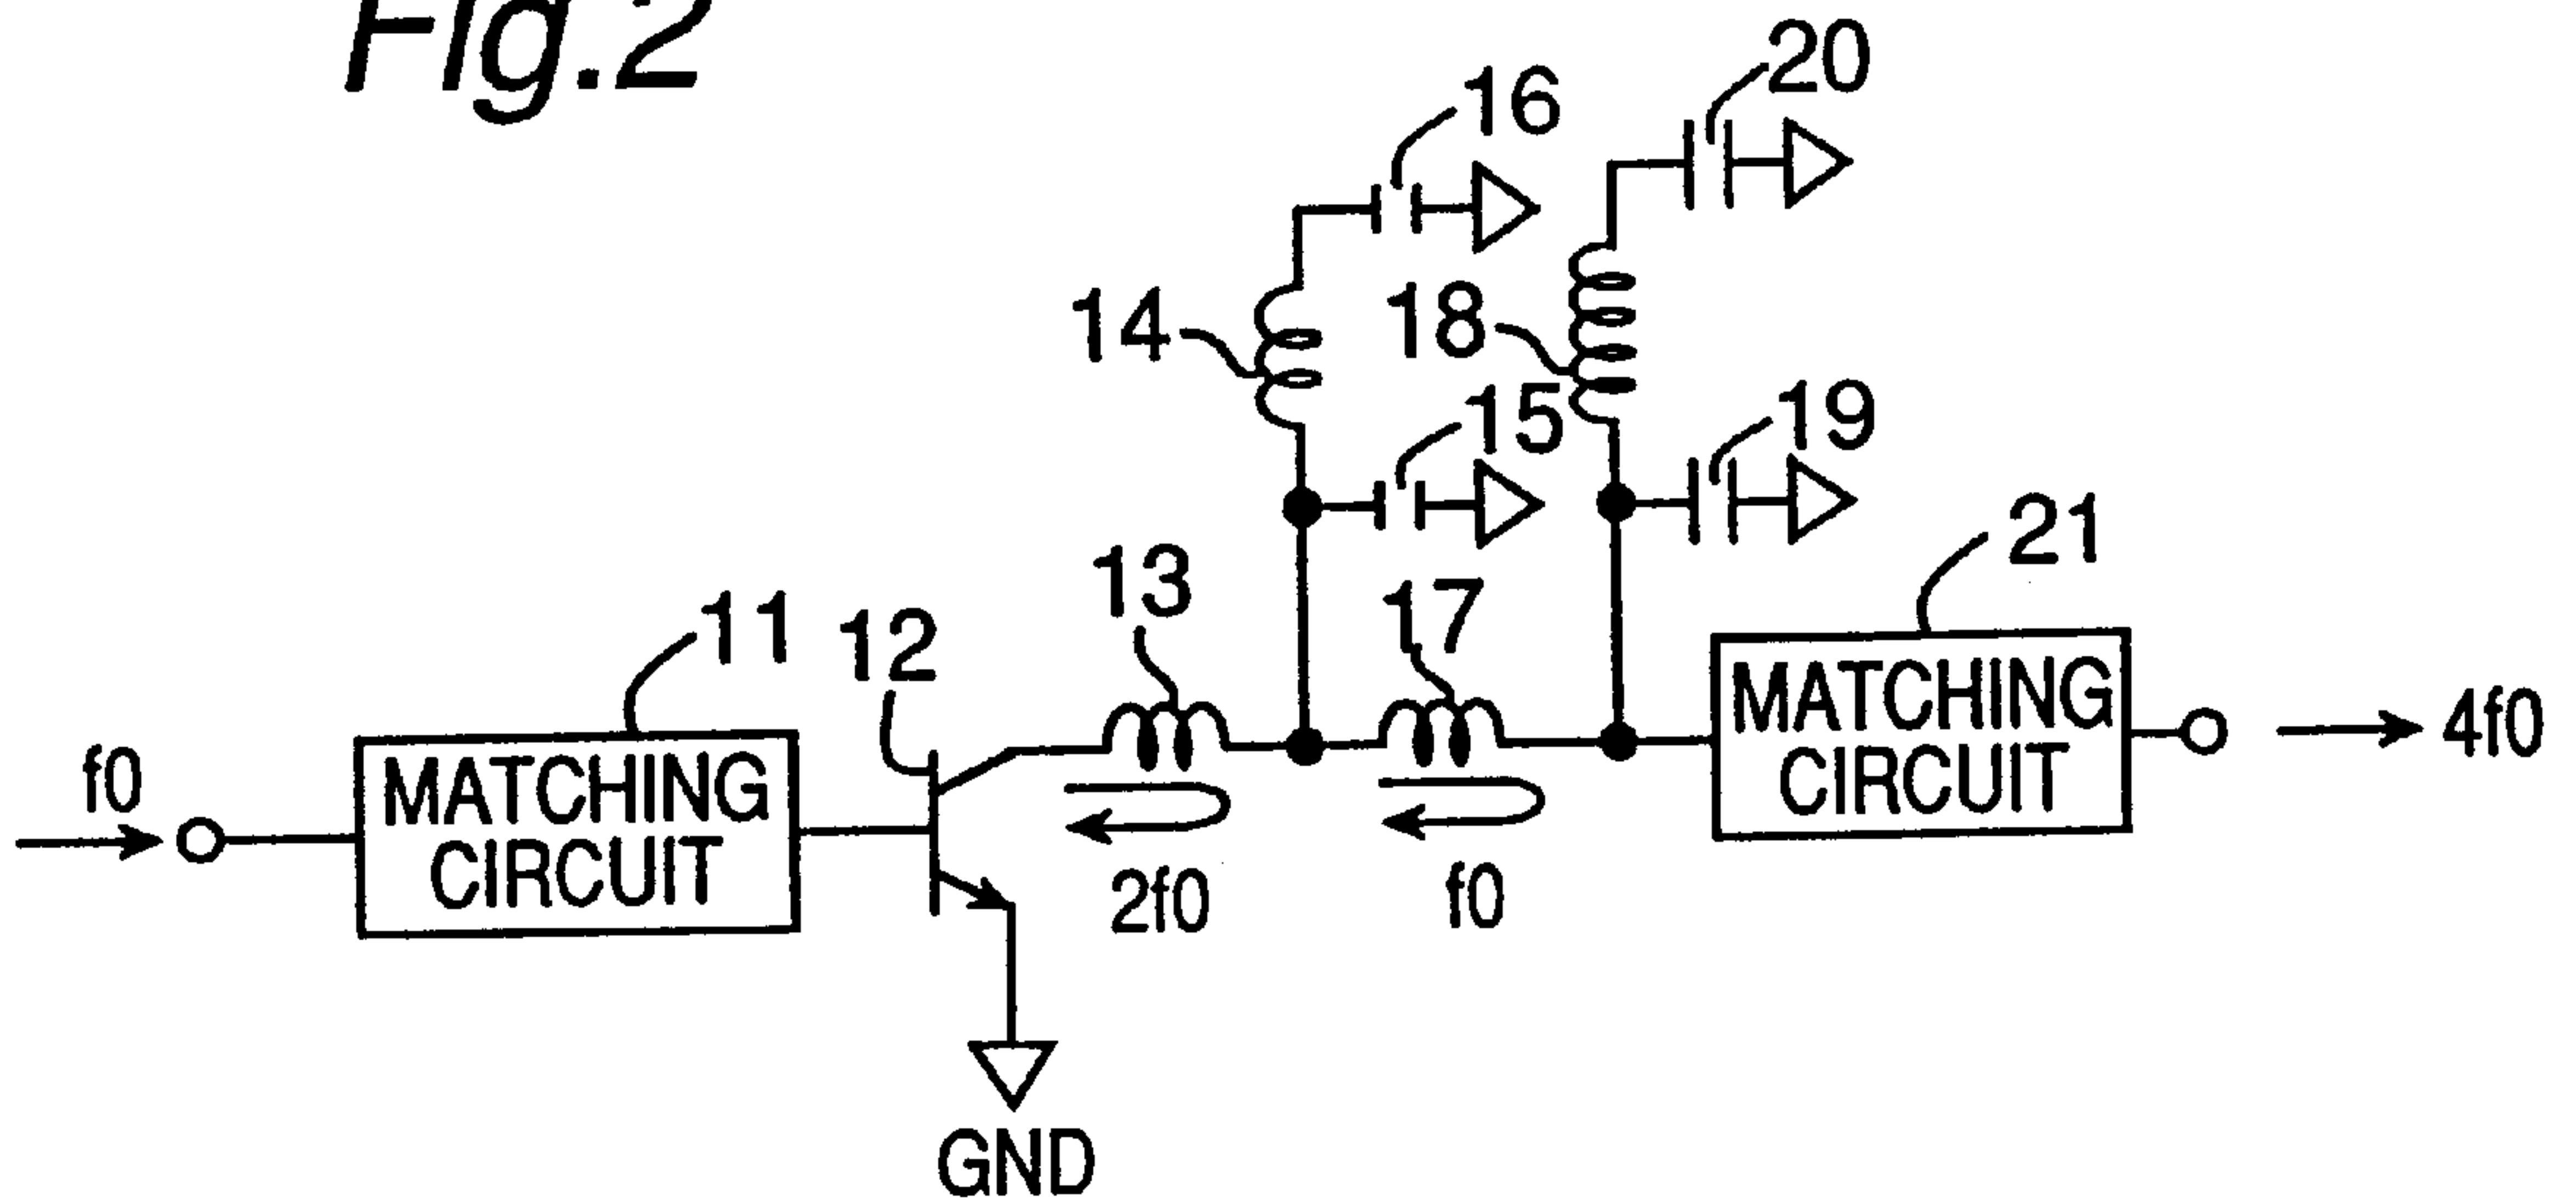 Fig.2
20
16
14
18
15
19
13
17
21
11
12
f0
MATCHING
CIRCUIT
2f0
f0
MATCHING
CIRCUIT
4f0
GND